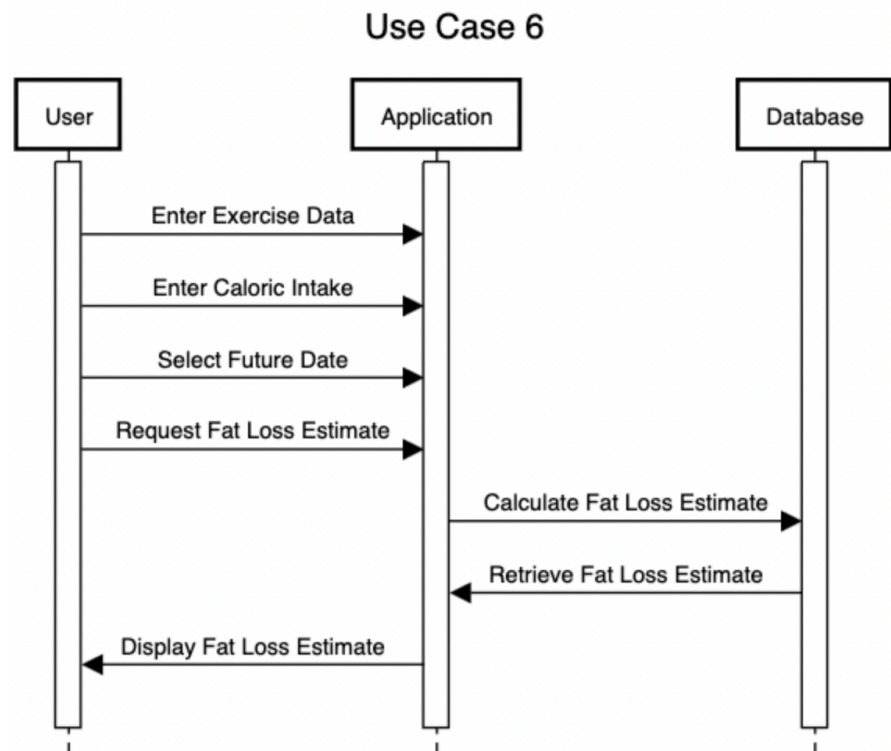 Use Case 6
User
Application
Database
Enter Exercise Data
Enter Caloric Intake
Select Future Date
Request Fat Loss Estimate
Calculate Fat Loss Estimate
Retrieve Fat Loss Estimate
Display Fat Loss Estimate